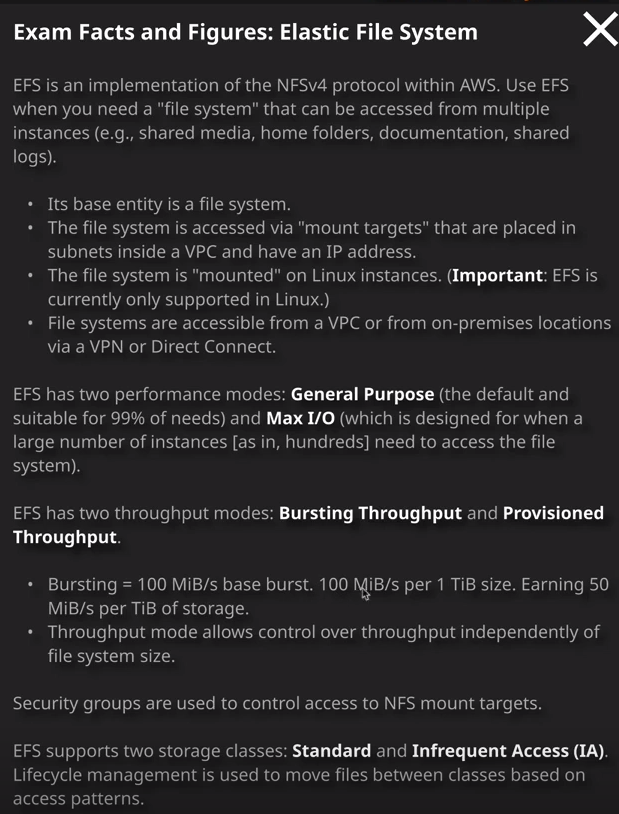 Exam Facts and Figures: Elastic File System
EFS is an implementation of the NFSv4 protocol within AWS. Use EFS
when you need a "file system" that can be accessed from multiple
instances (e.g., shared media, home folders, documentation, shared
logs).
• Its base entity is a file system.
• The file system is accessed via "mount targets" that are placed in
subnets inside a VPC and have an IP address.
• The file system is "mounted" on Linux instances. (Important: EFS is
currently only supported in Linux.)
• File systems are accessible from a VPC or from on-premises locations
via a VPN or Direct Connect.
EFS has two performance modes: General Purpose (the default and
suitable for 99% of needs) and Max I/O (which is designed for when a
large number of instances [as in, hundreds] need to access the file
system).
EFS has two throughput modes: Bursting Throughput and Provisioned
Throughput.
• Bursting = 100 MiB/s base burst. 100 MiB/s per 1 TiB size. Earning 50
MiB/s per TiB of storage.
• Throughput mode allows control over throughput independently of
file system size.
Security groups are used to control access to NFS mount targets.
EFS supports two storage classes: Standard and Infrequent Access (IA).
Lifecycle management is used to move files between classes based on
access patterns.